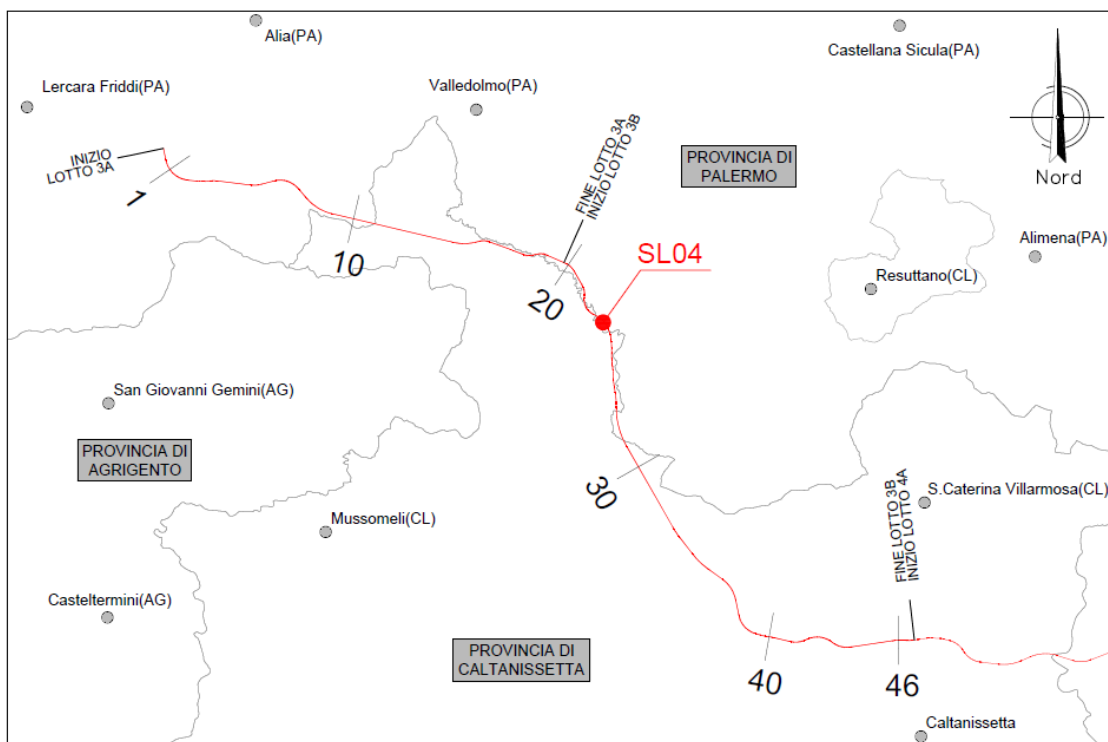 Alia(PA)
Castellana Sicula(PA)
Lercara Friddi(PA)
Valledolmo(PA)
INIZIO
LOTTO 3A
1
FINE LOTTO 3A
INIZIO LOTTO 3B
PROVINCIA DI
PALERMO
Nord
10
20
SL04
Alimena(PA)
Resuttano(CL)
San Giovanni Gemini(AG)
PROVINCIA DI
AGRIGENTO
30
Mussomeli(CL)
FINE LOTTO 3B
INIZIO LOTTO 4A
S.Caterina Villarmosa(CL)
Casteltermini(AG)
PROVINCIA DI
CALTANISSETTA
40
46
Caltanissetta